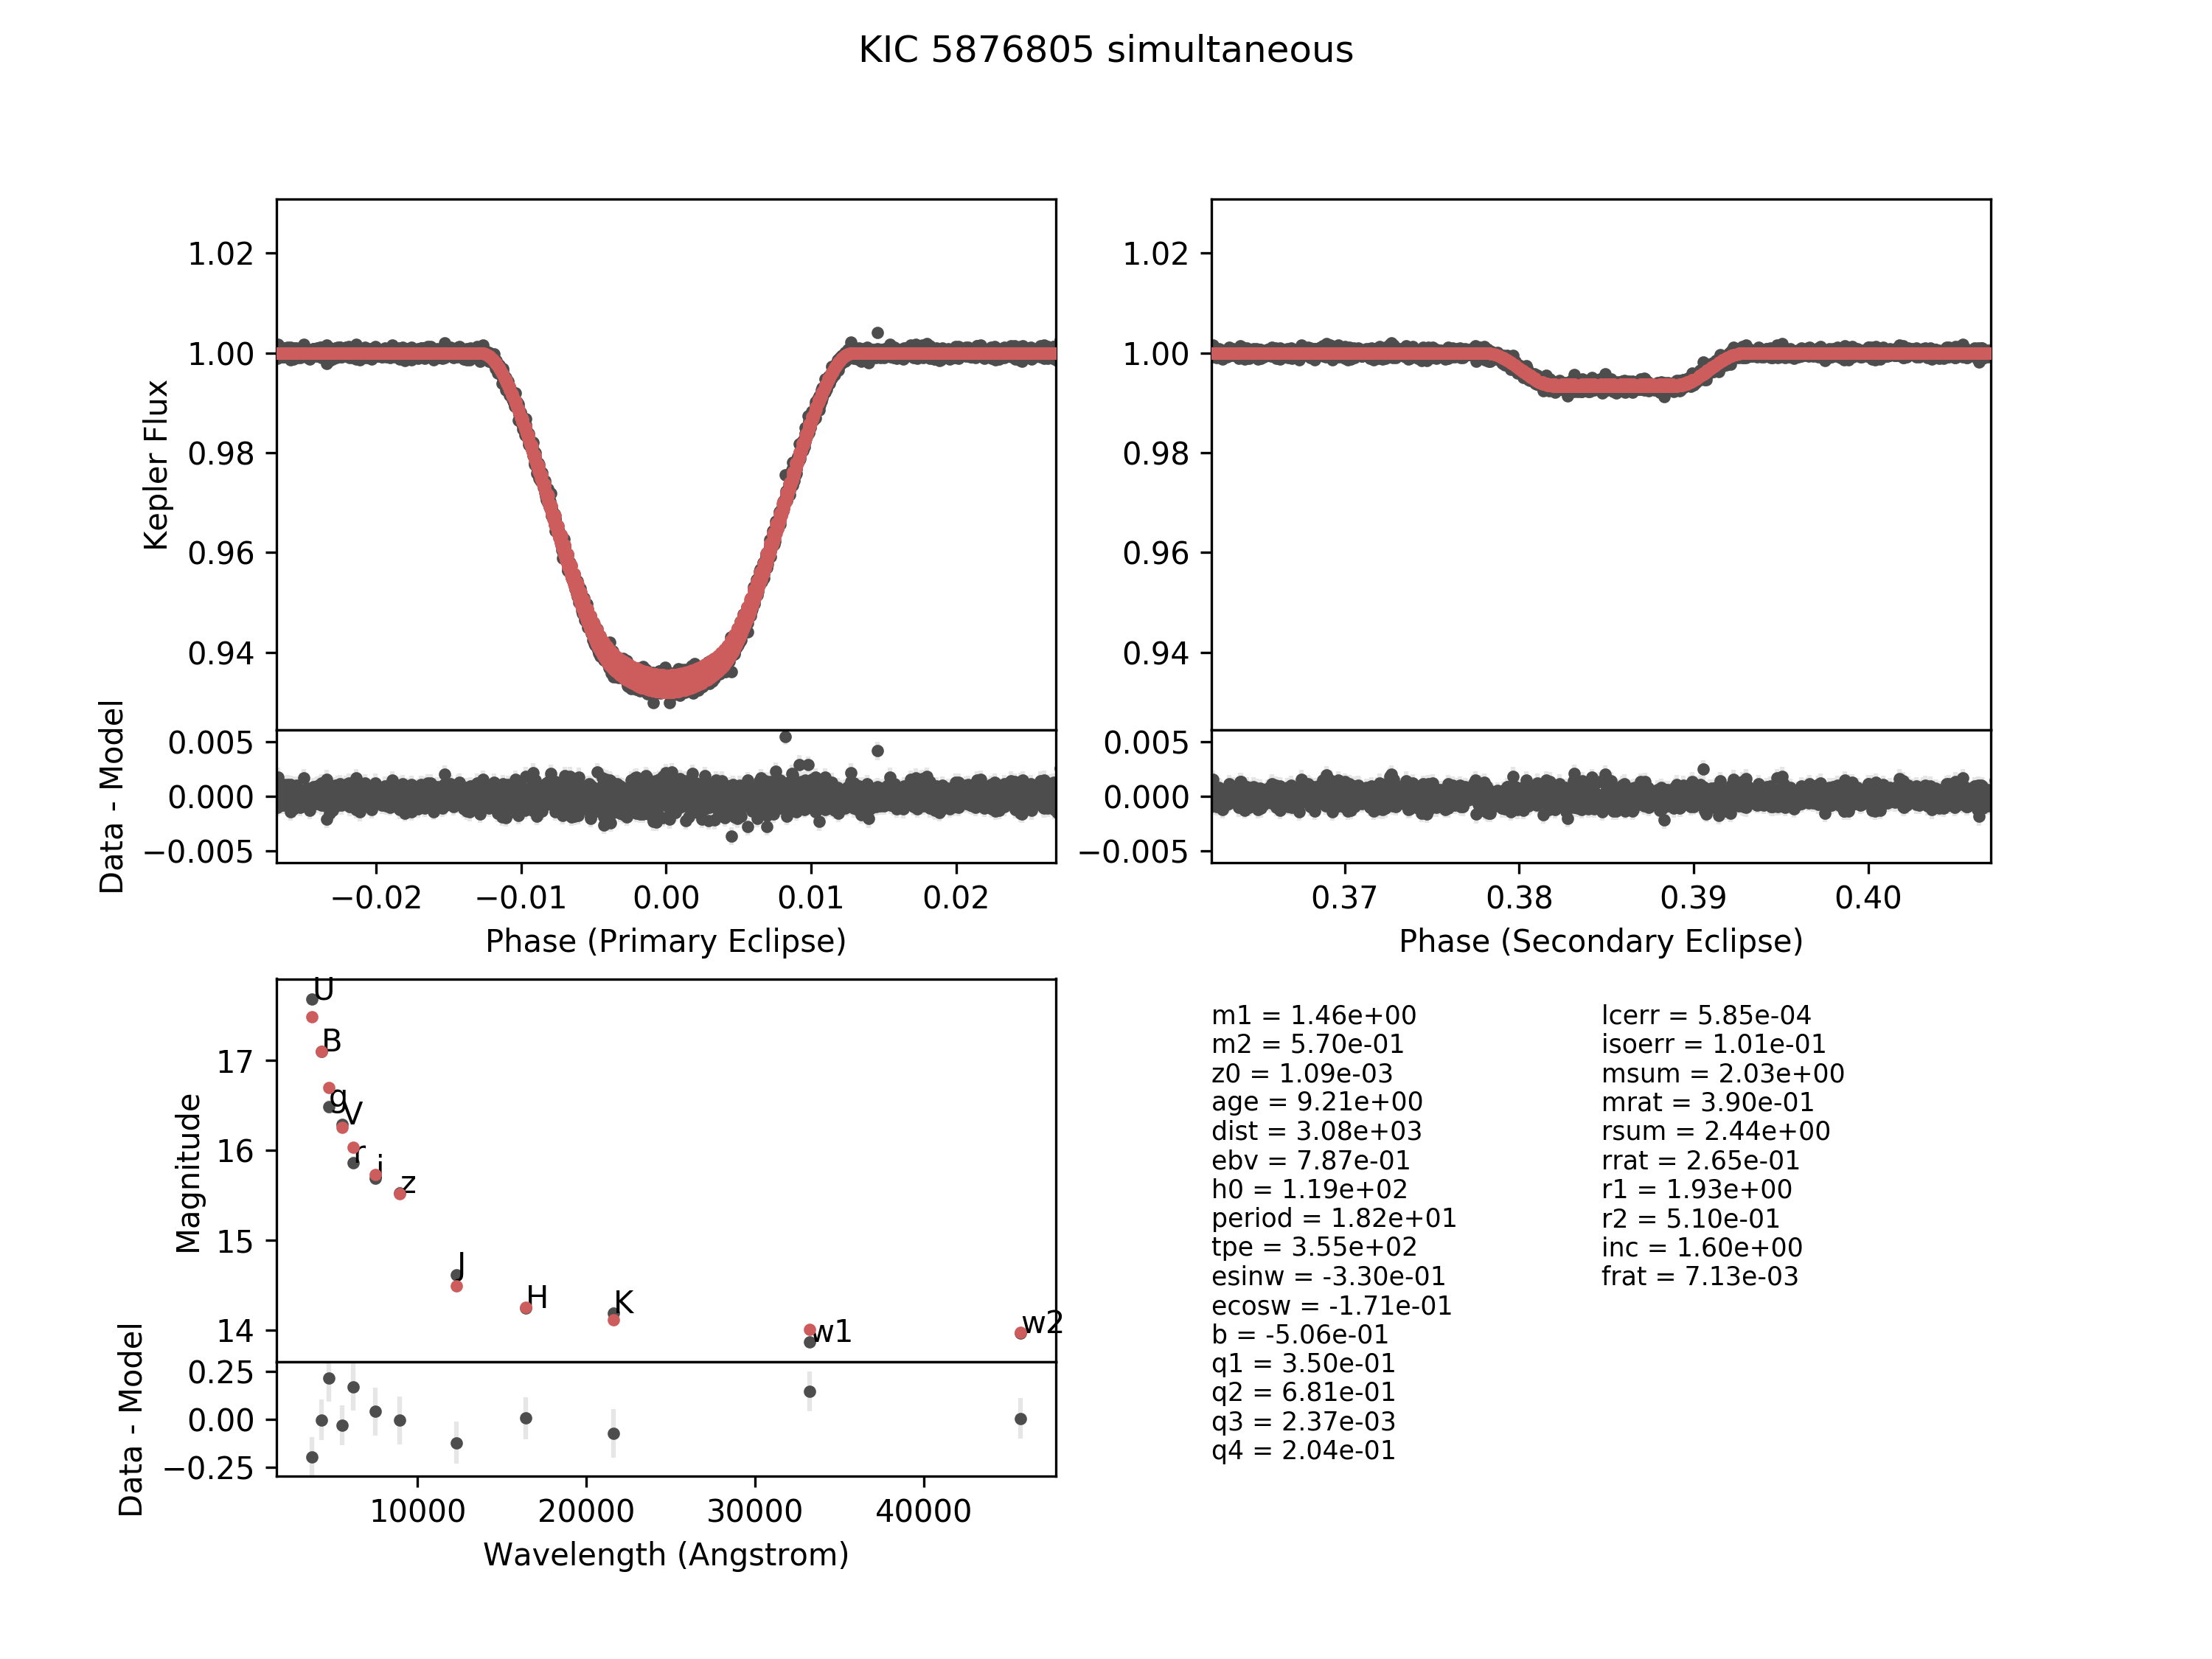 KIC 5876805 simultaneous
1.02
1.00
0.98
0.96
0.94
Kepler Flux
0.005
0.000
−0.005
Data - Model
−0.02
−0.01
0.00
0.01
0.02
Phase (Primary Eclipse)
1.02
1.00
0.98
0.96
0.94
0.005
0.000
−0.005
0.37
0.38
0.39
0.40
Phase (Secondary Eclipse)
17
16
15
14
Magnitude
U
B
g
V
r
i
z
J
H
K
w1
w2
0.25
0.00
−0.25
Data - Model
10000
20000
30000
40000
Wavelength (Angstrom)
m1 = 1.46e+00
m2 = 5.70e-01
z0 = 1.09e-03
age = 9.21e+00
dist = 3.08e+03
ebv = 7.87e-01
h0 = 1.19e+02
period = 1.82e+01
tpe = 3.55e+02
esinw = -3.30e-01
ecosw = -1.71e-01
b = -5.06e-01
q1 = 3.50e-01
q2 = 6.81e-01
q3 = 2.37e-03
q4 = 2.04e-01
lcerr = 5.85e-04
isoerr = 1.01e-01
msum = 2.03e+00
mrat = 3.90e-01
rsum = 2.44e+00
rrat = 2.65e-01
r1 = 1.93e+00
r2 = 5.10e-01
inc = 1.60e+00
frat = 7.13e-03